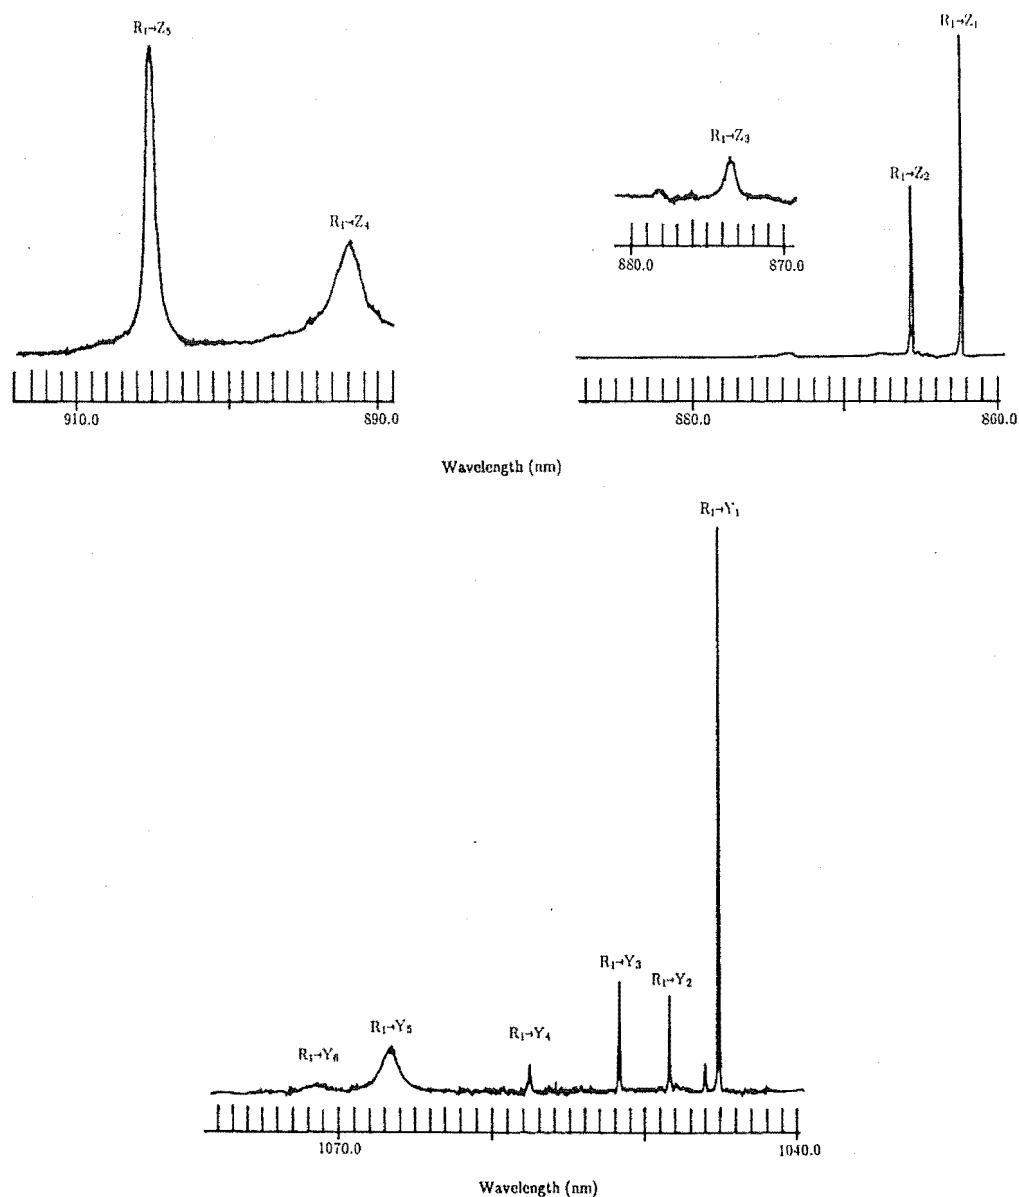 R₁→Z₅
R₁→Z₄
R₁→Z₃
R₁→Z₂
R₁→Z₁
880.0 870.0
910.0 890.0
880.0 860.0
Wavelength (nm)
R₁→Y₁
R₁→Y₃
R₁→Y₂
R₁→Y₅
R₁→Y₄
R₁→Y₆
1070.0 1040.0
Wavelength (nm)